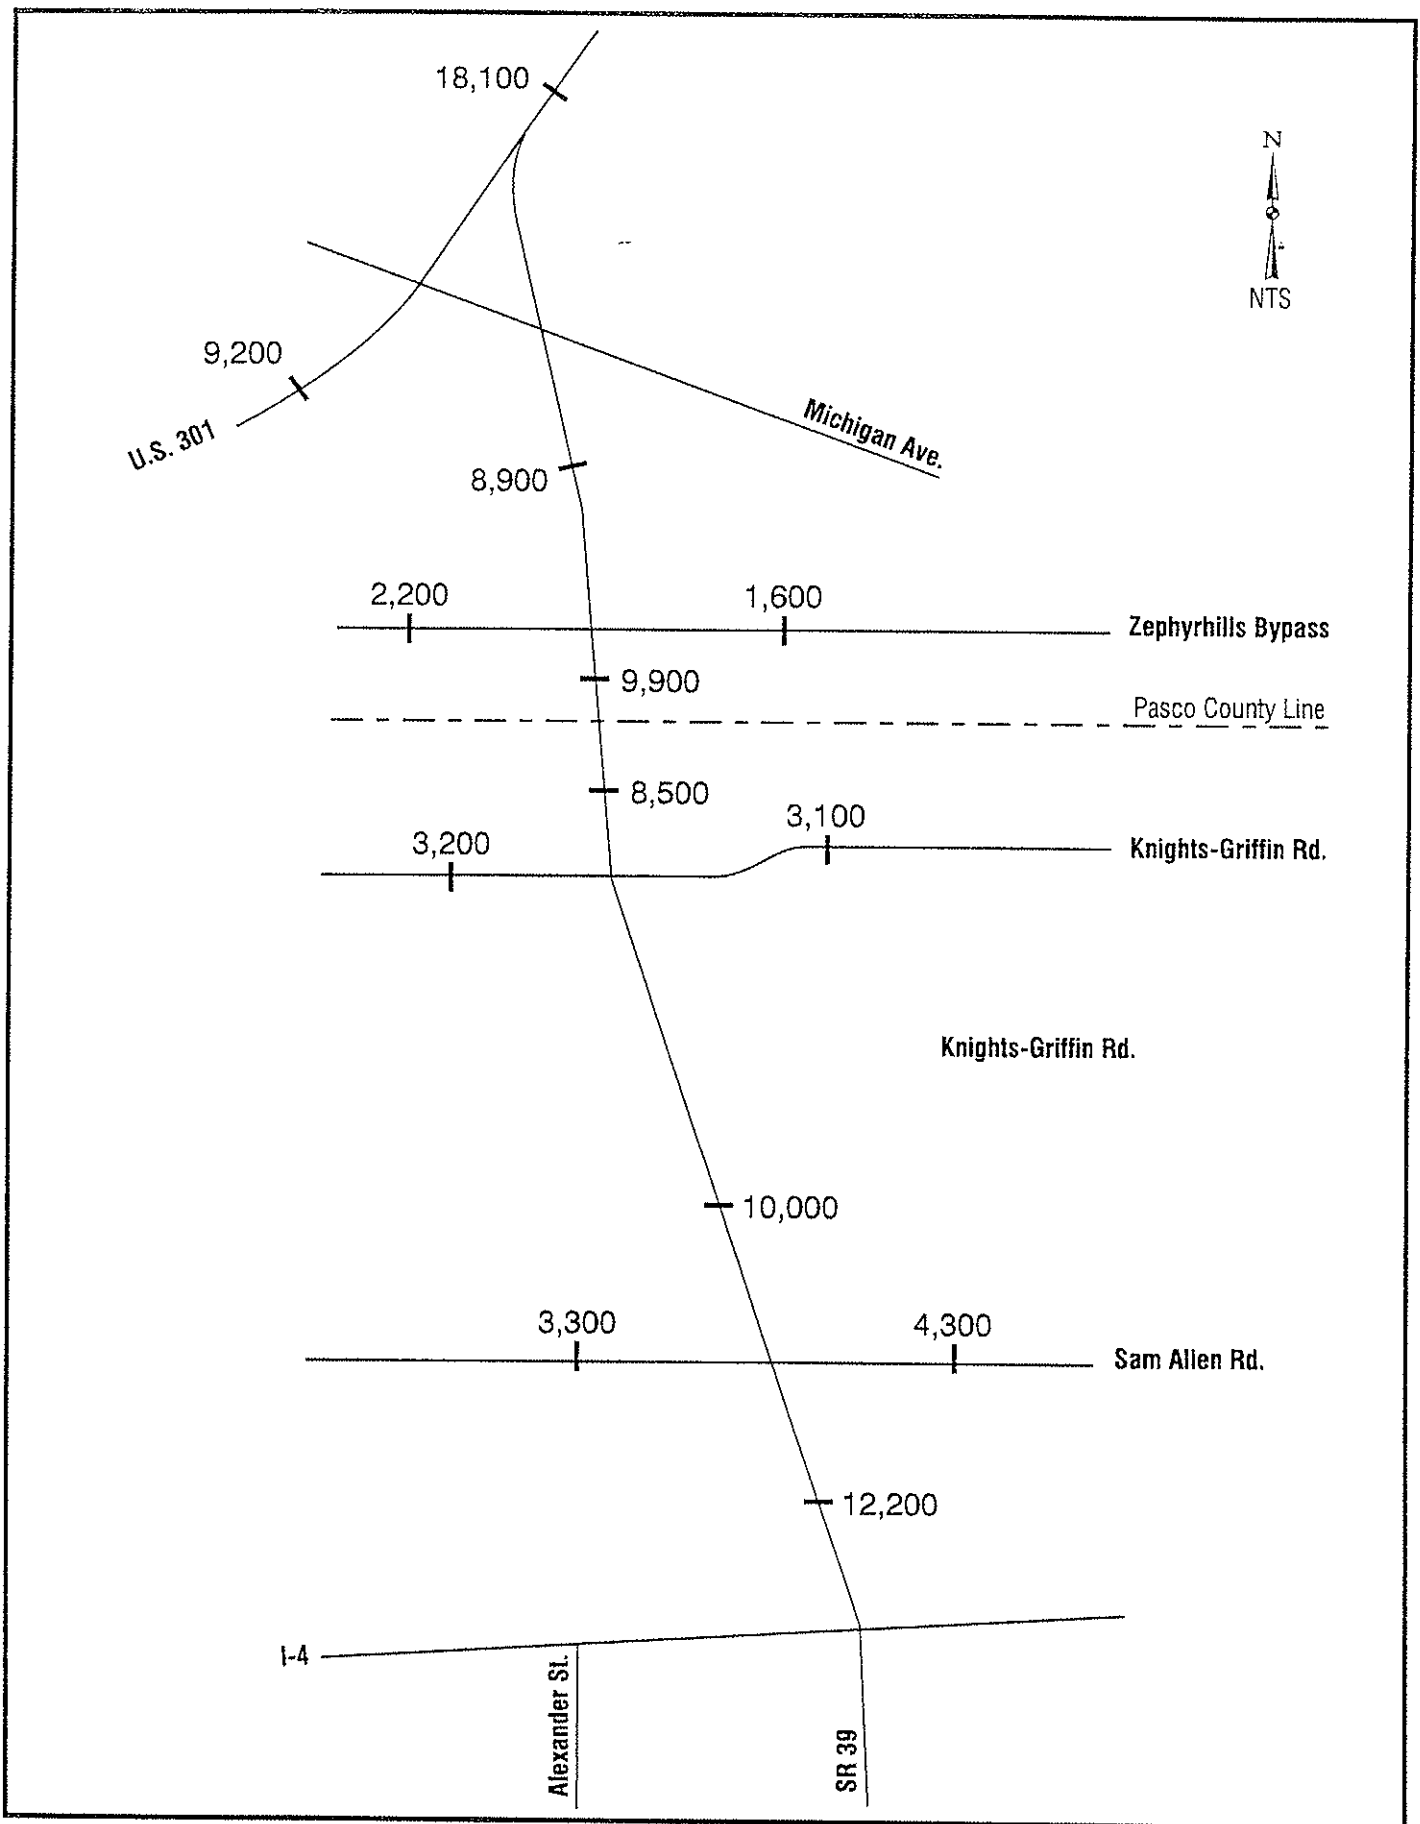 18,100
N
NTS
9,200
U.S. 301
Michigan Ave.
8,900
2,200
1,600
Zephyrhills Bypass
9,900
Pasco County Line
8,500
3,100
3,200
Knights-Griffin Rd.
Knights-Griffin Rd.
10,000
3,300
4,300
Sam Allen Rd.
12,200
I-4
Alexander St.
SR 39